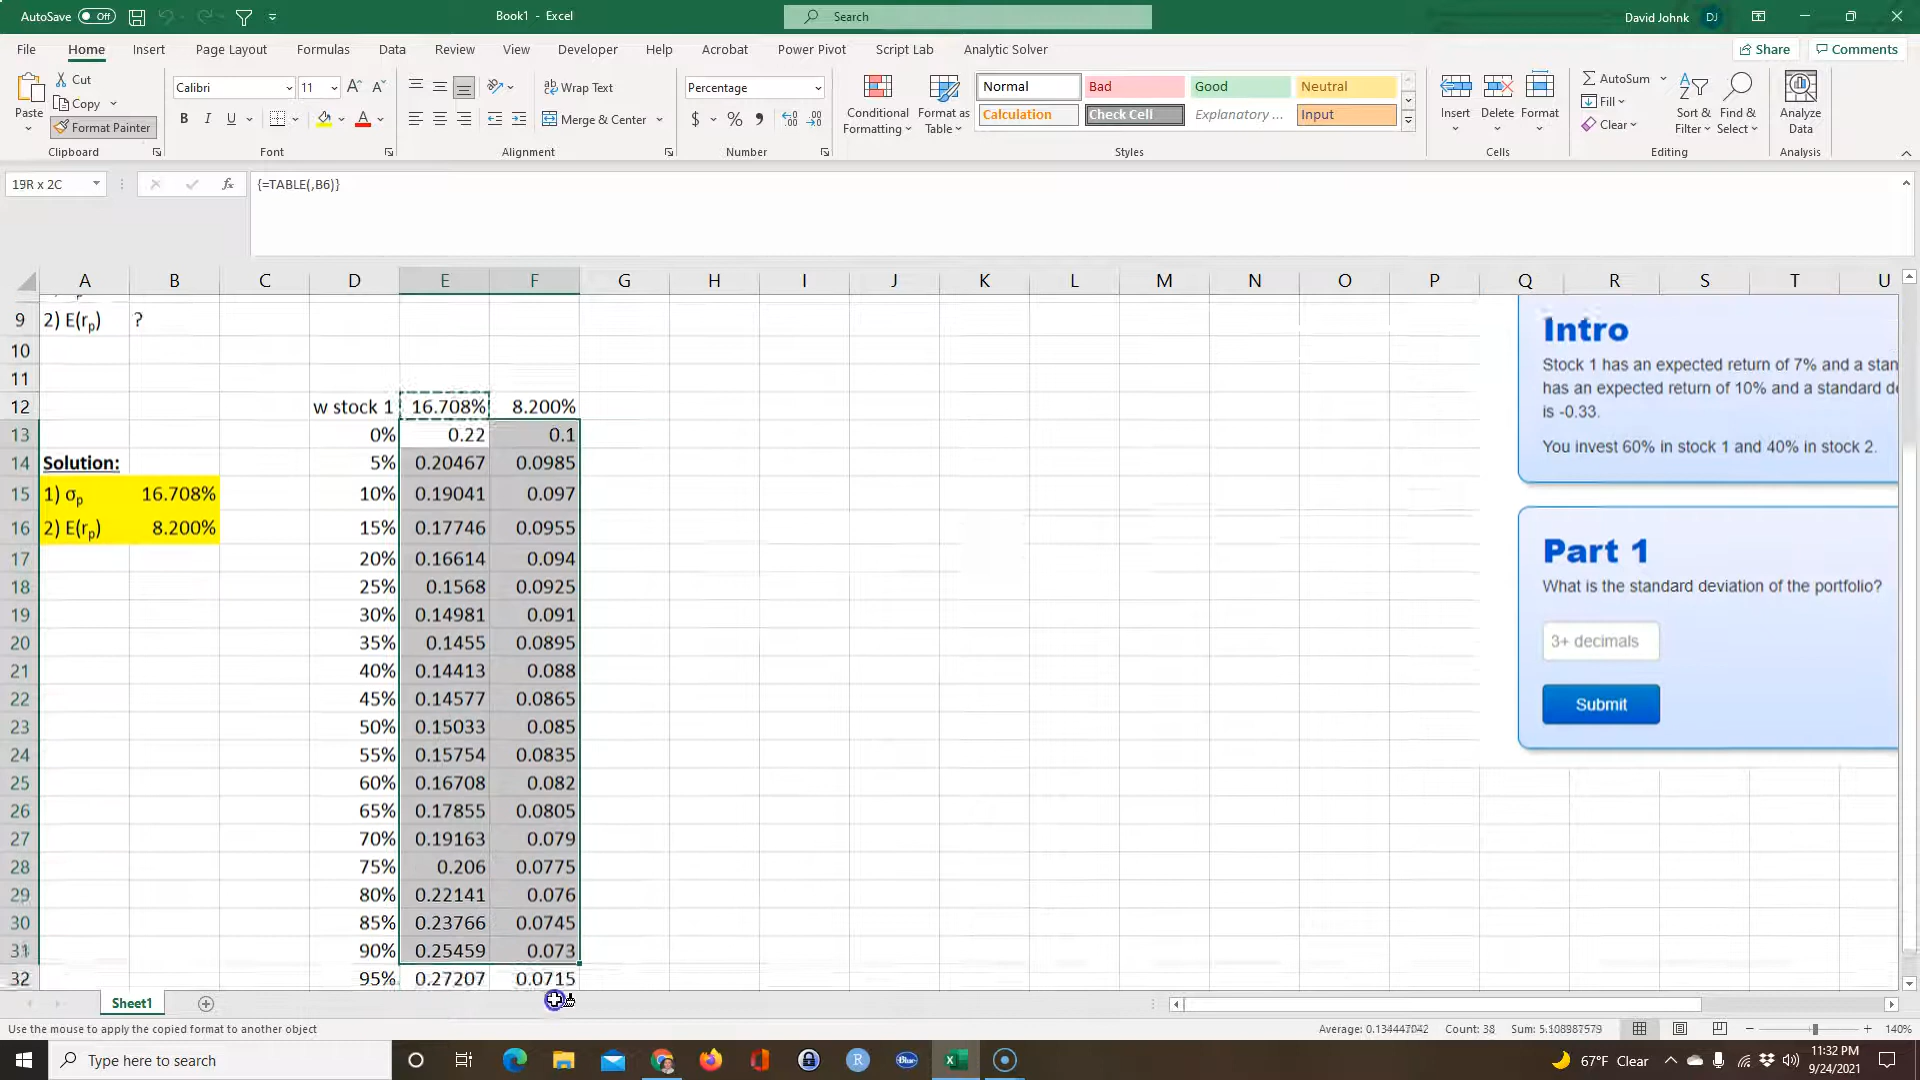 AutoSave Off Book1 - Excel Search David Johnk DJ
File Home Insert Page Layout Formulas Data Review View Developer Help Acrobat Power Pivot Script Lab Analytic Solver Share Comments
Paste Cut Copy Format Painter Clipboard
Calibri 11 B I U Font
Wrap Text Merge & Center Alignment
Percentage $ % Number
Conditional Formatting Format as Table
Normal Bad Good Neutral
Calculation Check Cell Explanatory ... Input
Styles
Insert Delete Format Cells
AutoSum Fill Clear Sort & Filter Find & Select Editing
Analyze Data Analysis
19R x 2C fx {=TABLE(,B6)}
A B C D E F G H I J K L M N O P Q R S T U
9 2) E(rp) ?
10
11
12 w stock 1 16.708% 8.200%
13 0% 0.22 0.1
14 Solution: 5% 0.20467 0.0985
15 1) σp 16.708% 10% 0.19041 0.097
16 2) E(rp) 8.200% 15% 0.17746 0.0955
17 20% 0.16614 0.094
18 25% 0.1568 0.0925
19 30% 0.14981 0.091
20 35% 0.1455 0.0895
21 40% 0.14413 0.088
22 45% 0.14577 0.0865
23 50% 0.15033 0.085
24 55% 0.15754 0.0835
25 60% 0.16708 0.082
26 65% 0.17855 0.0805
27 70% 0.19163 0.079
28 75% 0.206 0.0775
29 80% 0.22141 0.076
30 85% 0.23766 0.0745
31 90% 0.25459 0.073
32 95% 0.27207 0.0715
Intro
Stock 1 has an expected return of 7% and a stan
has an expected return of 10% and a standard de
is -0.33.
You invest 60% in stock 1 and 40% in stock 2.
Part 1
What is the standard deviation of the portfolio?
3+ decimals
Submit
Sheet1
Use the mouse to apply the copied format to another object Average: 0.134447042 Count: 38 Sum: 5.108987579 140%
Type here to search 67°F Clear 11:32 PM
9/24/2021